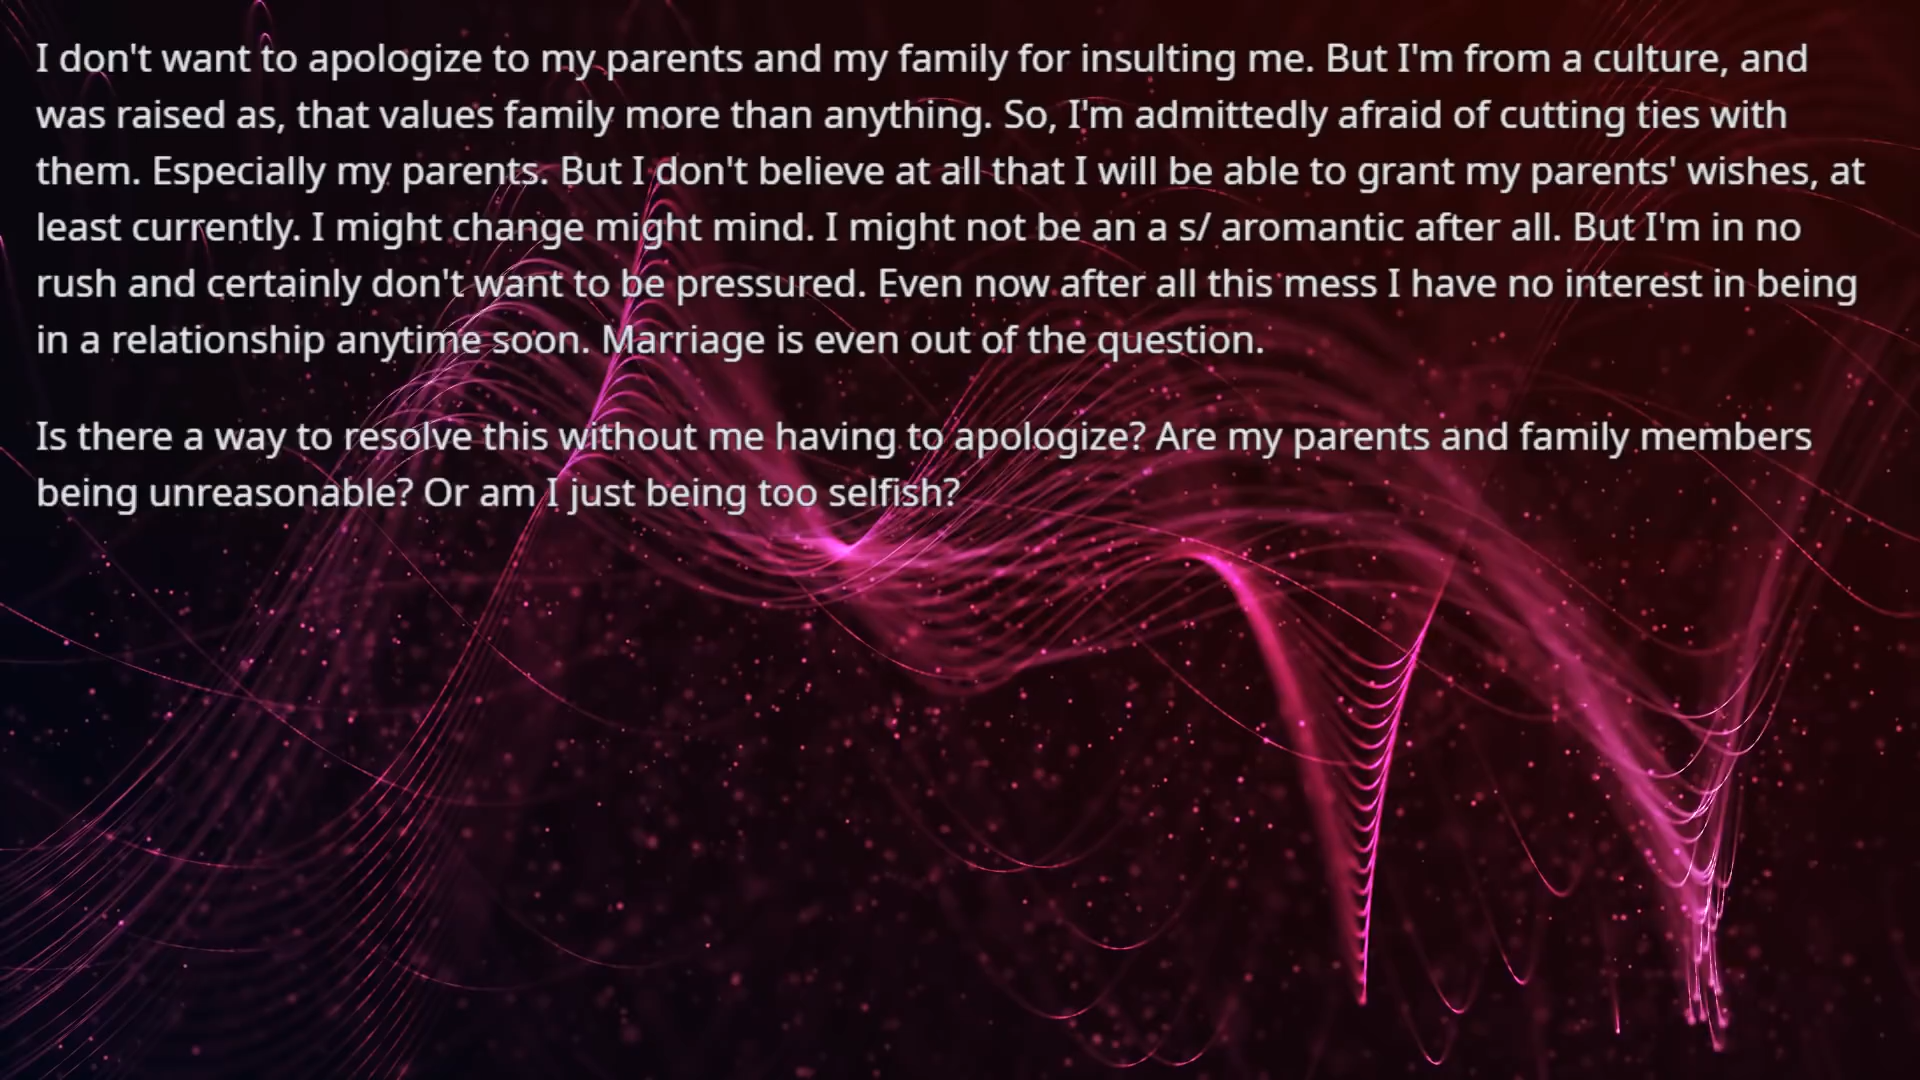 I don't want to apologize to my parents and my family for insulting me. But I'm from a culture, and
was raised as, that values family more than anything. So, I'm admittedly afraid of cutting ties with
them. Especially my parents. But I don't believe at all that I will be able to grant my parents' wishes, at
least currently. I might change might mind. I might not be an a s/ aromantic after all. But I'm in no
rush and certainly don't want to be pressured. Even now after all this mess I have no interest in being
in a relationship anytime soon. Marriage is even out of the question.
Is there a way to resolve this without me having to apologize? Are my parents and family members
being unreasonable? Or am I just being too selfish?